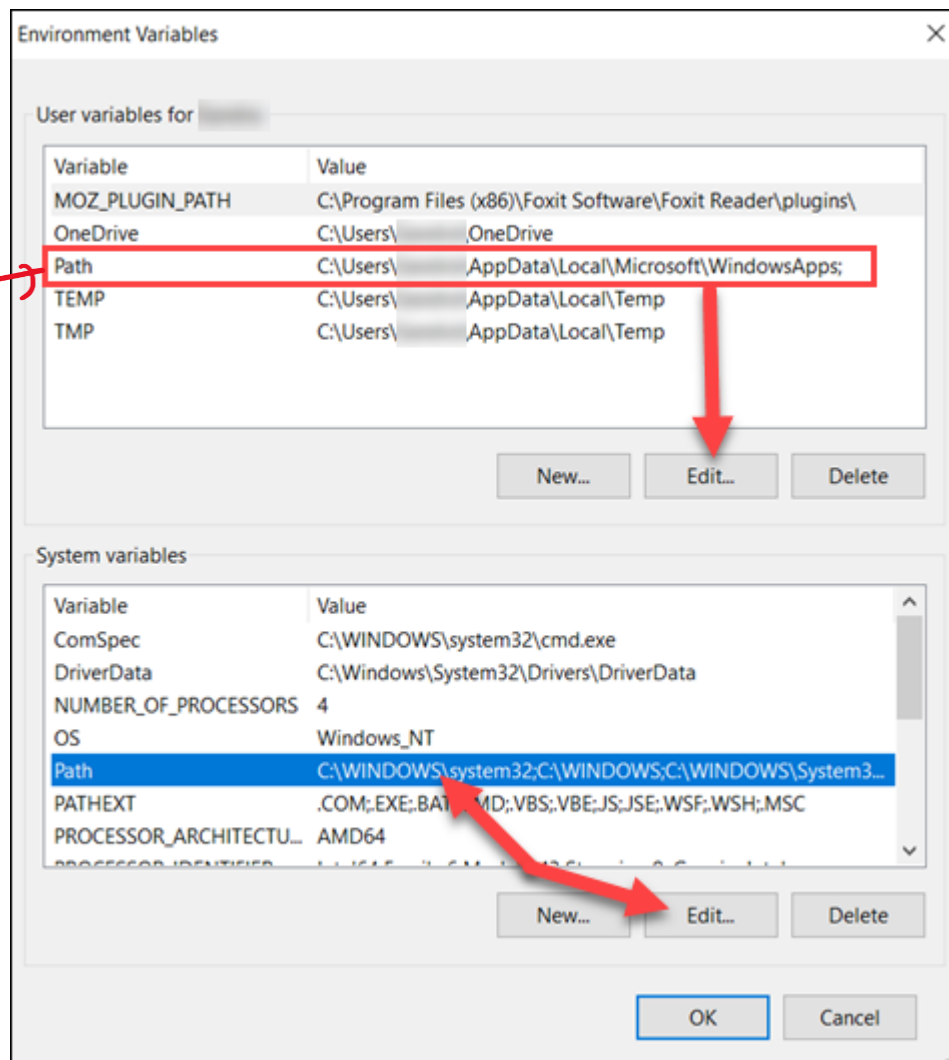 Environment Variables
User variables for
Variable Value
MOZ_PLUGIN_PATH C:\Program Files (x86)\Foxit Software\Foxit Reader\plugins\
OneDrive C:\Users\ ,OneDrive
Path C:\Users\ ,AppData\Local\Microsoft\WindowsApps;
TEMP C:\Users\ ,AppData\Local\Temp
TMP C:\Users\ ,AppData\Local\Temp
New... Edit... Delete
System variables
Variable Value
ComSpec C:\WINDOWS\system32\cmd.exe
DriverData C:\Windows\System32\Drivers\DriverData
NUMBER_OF_PROCESSORS 4
OS Windows_NT
Path C:\WINDOWS\system32;C:\WINDOWS;C:\WINDOWS\System3...
PATHEXT .COM;.EXE;.BAT MD;.VBS;.VBE;JS;JSE;.WSF;.WSH;.MSC
PROCESSOR_ARCHITECTU... AMD64
New... Edit... Delete
OK Cancel